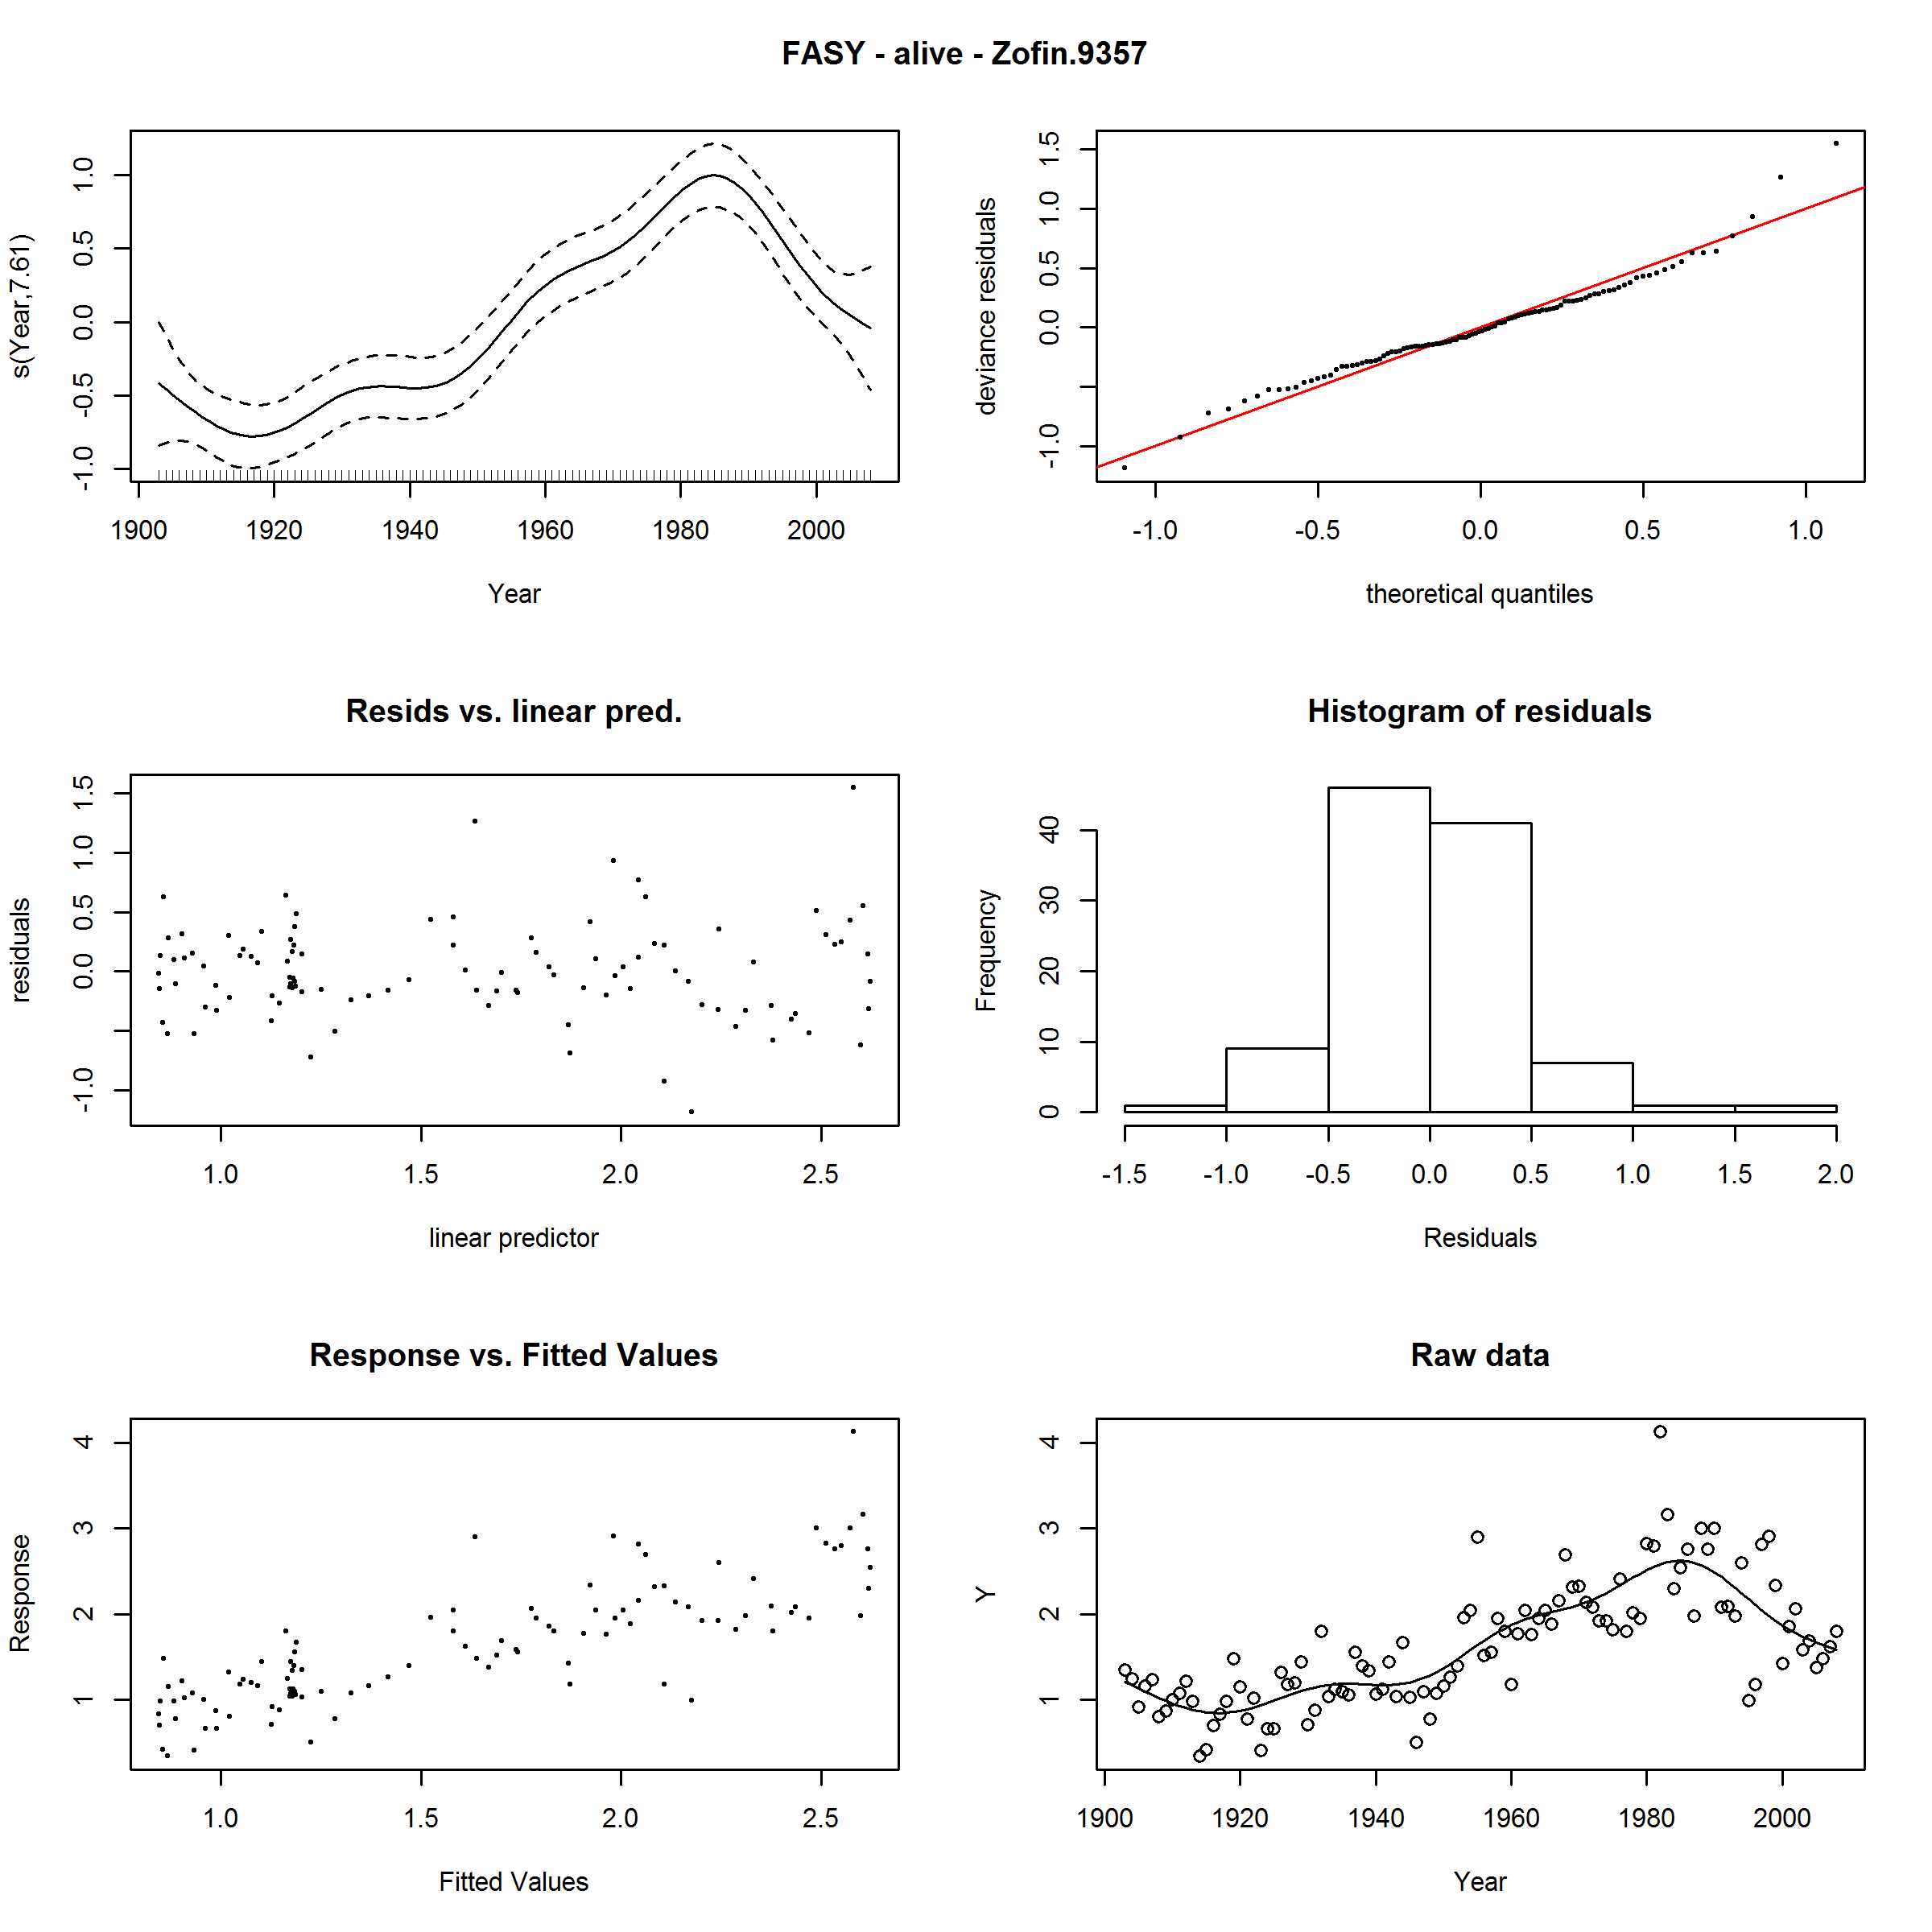 FASY - alive - Zofin.9357
s(Year,7.61)
-1.0 -0.5 0.0 0.5 1.0
1900 1920 1940 1960 1980 2000
Year
deviance residuals
-1.0 0.0 0.5 1.0 1.5
-1.0 -0.5 0.0 0.5 1.0
theoretical quantiles
Resids vs. linear pred.
residuals
-1.0 0.0 0.5 1.0 1.5
1.0 1.5 2.0 2.5
linear predictor
Histogram of residuals
Frequency
0 10 20 30 40
-1.5 -1.0 -0.5 0.0 0.5 1.0 1.5 2.0
Residuals
Response vs. Fitted Values
Response
1 2 3 4
1.0 1.5 2.0 2.5
Fitted Values
Raw data
Y
1 2 3 4
1900 1920 1940 1960 1980 2000
Year